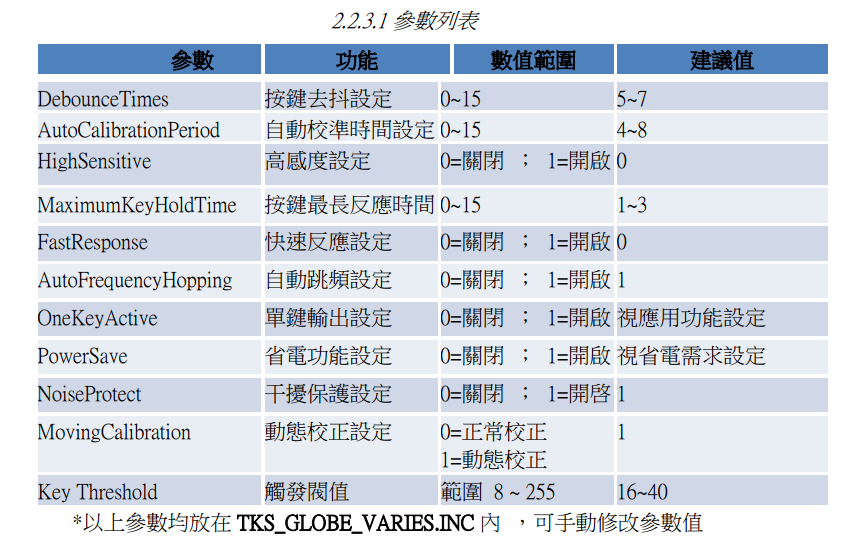 2.2.3.1 參數列表
參數 功能 數值範圍 建議值
DebounceTimes 按鍵去抖設定 0~15 5~7
AutoCalibrationPeriod 自動校準時間設定 0~15 4~8
HighSensitive 高感度設定 0=關閉 ； 1=開啟 0
MaximumKeyHoldTime 按鍵最長反應時間 0~15 1~3
FastResponse 快速反應設定 0=關閉 ； 1=開啟 0
AutoFrequencyHopping 自動跳頻設定 0=關閉 ； 1=開啟 1
OneKeyActive 單鍵輸出設定 0=關閉 ； 1=開啟 視應用功能設定
PowerSave 省電功能設定 0=關閉 ； 1=開啟 視省電需求設定
NoiseProtect 干擾保護設定 0=關閉 ； 1=開啓 1
MovingCalibration 動態校正設定 0=正常校正 1
1=動態校正
Key Threshold 觸發閥值 範圍 8 ~ 255 16~40
*以上參數均放在 TKS_GLOBE_VARIES.INC 內 ，可手動修改參數值